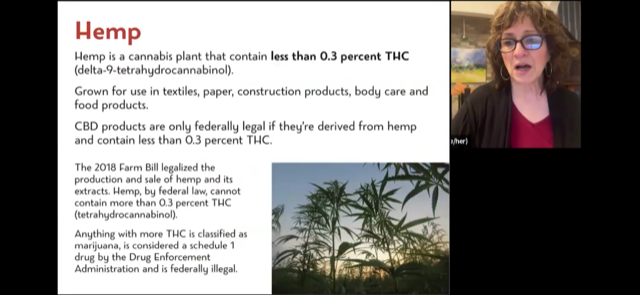 Hemp
Hemp is a cannabis plant that contain less than 0.3 percent THC
(delta-9-tetrahydrocannabinol).
Grown for use in textiles, paper, construction products, body care and
food products.
CBD products are only federally legal if they're derived from hemp
and contain less than 0.3 percent THC.
The 2018 Farm Bill legalized the
production and sale of hemp and its
extracts. Hemp, by federal law, cannot
contain more than 0.3 percent THC
(tetrahydrocannabinol).
Anything with more THC is classified as
marijuana, is considered a schedule 1
drug by the Drug Enforcement
Administration and is federally illegal.
/her)